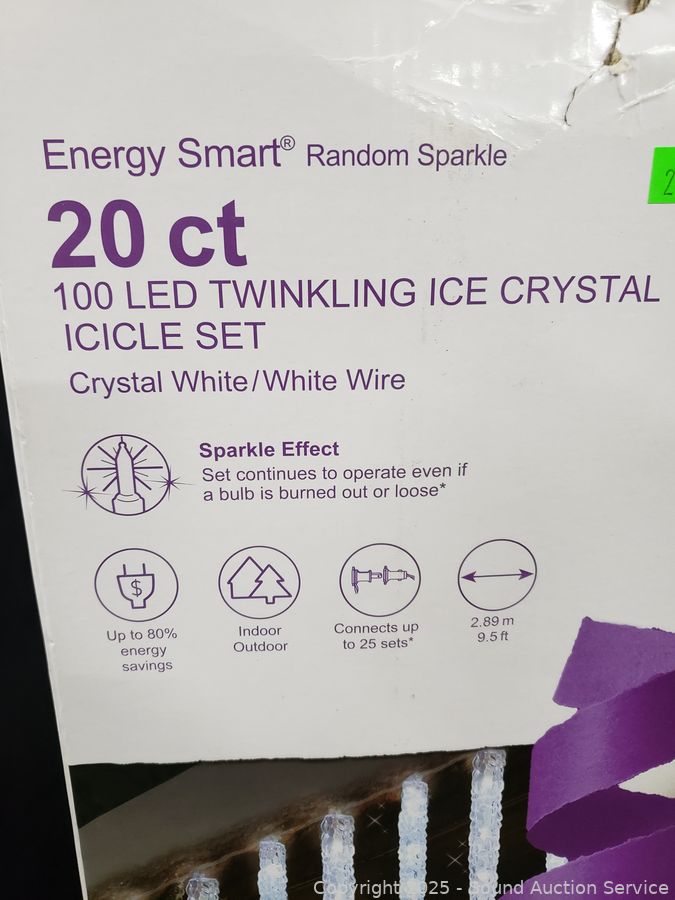 Energy Smart® Random Sparkle
20 ct
100 LED TWINKLING ICE CRYSTAL
ICICLE SET
Crystal White/White Wire
Sparkle Effect
Set continues to operate even if
a bulb is burned out or loose*
$
Up to 80%
energy
savings
Indoor
Outdoor
Connects up
to 25 sets*
2.89 m
9.5 ft
2
Copyright 2025 - Sound Auction Service